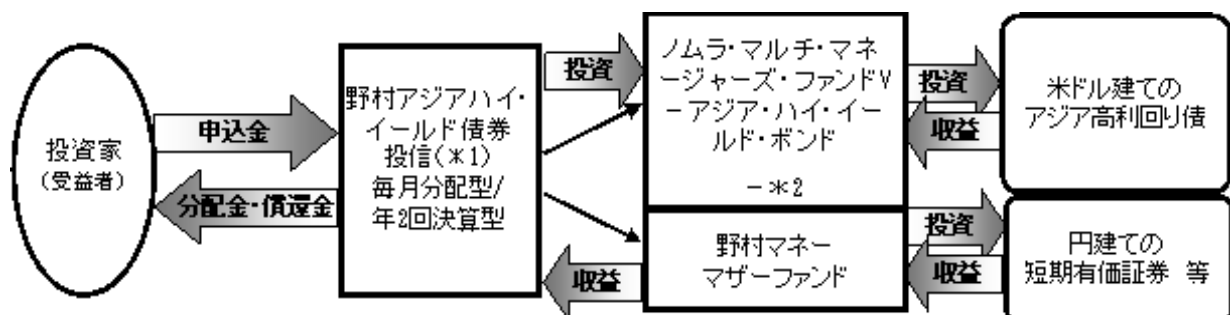 投資家
(受益者)
申込金
分配金・償還金
野村アジアハイ・
イールド債券
投信(*1)
毎月分配型/
年2回決算型
投資
収益
ノムラ・マルチ・マネ
ージャーズ・ファンドV
-アジア・ハイ・イー
ルド・ボンド
-*2
野村マネー
マザーファンド
投資
収益
投資
収益
米ドル建ての
アジア高利回り債
円建ての
短期有価証券 等